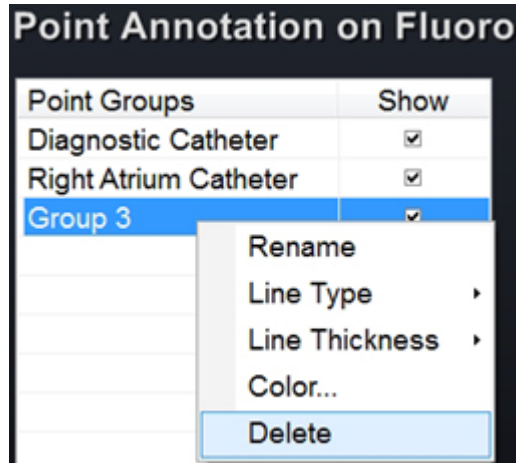 Point Annotation on Fluoro
Point Groups Show
Diagnostic Catheter
Right Atrium Catheter
Group 3
Rename
Line Type
Line Thickness
Color...
Delete